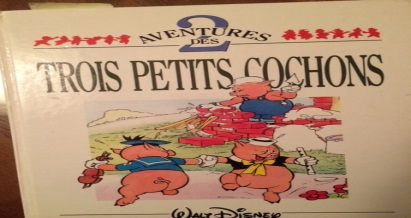 2
AVENTURES
DES
TROIS PETITS COCHONS
WALT DISNEY